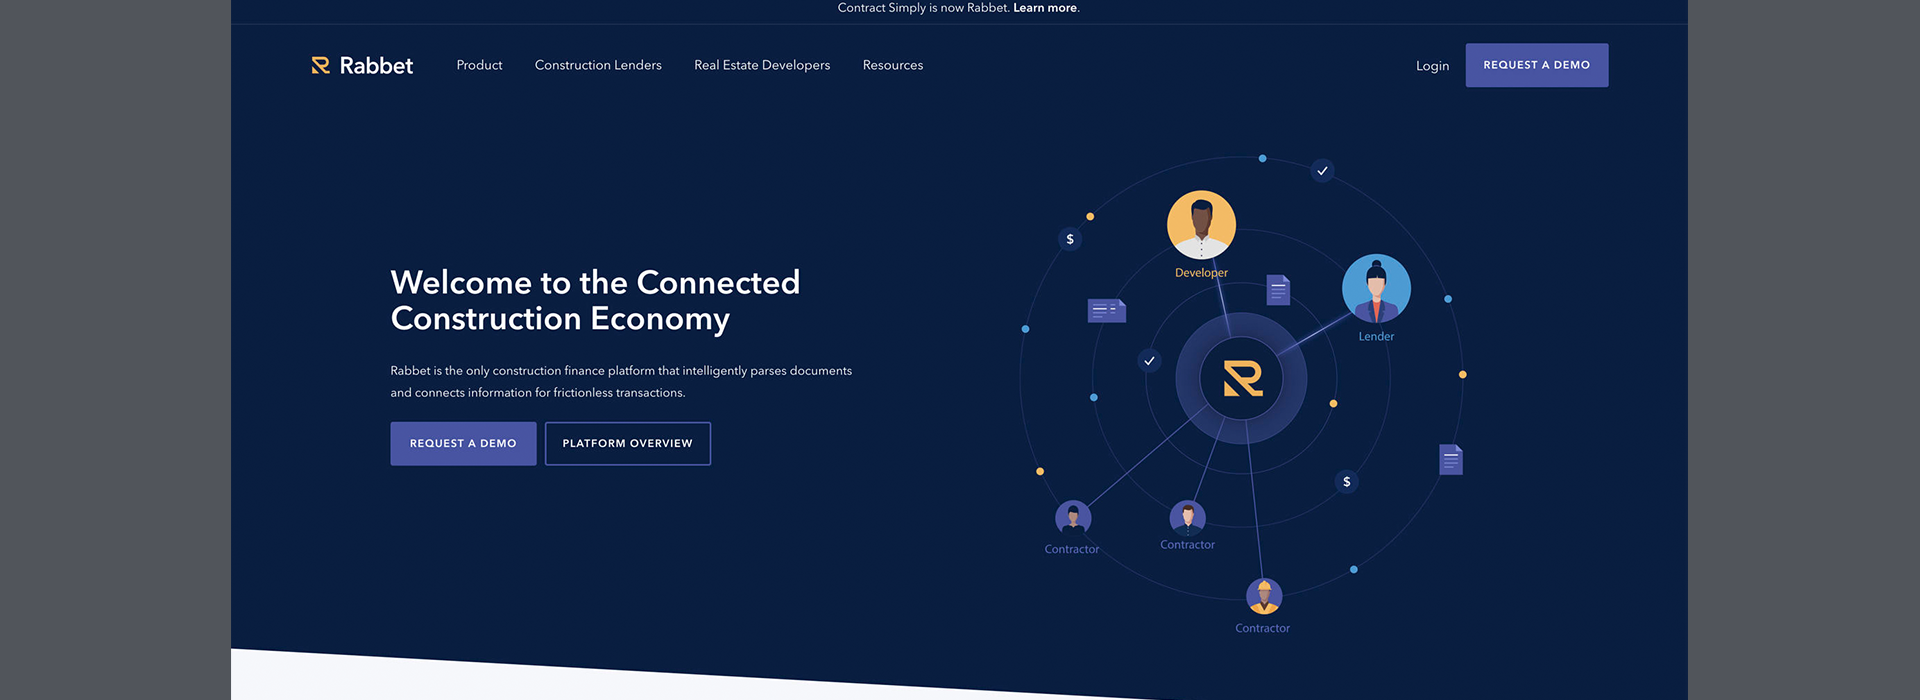 Contract Simply is now Rabbet. Learn more.
Rabbet
Product
Construction Lenders
Real Estate Developers
Resources
Login
REQUEST A DEMO
Welcome to the Connected
Construction Economy
Rabbet is the only construction finance platform that intelligently parses documents
and connects information for frictionless transactions.
REQUEST A DEMO
PLATFORM OVERVIEW
$
Developer
Lender
$
Contractor
Contractor
Contractor